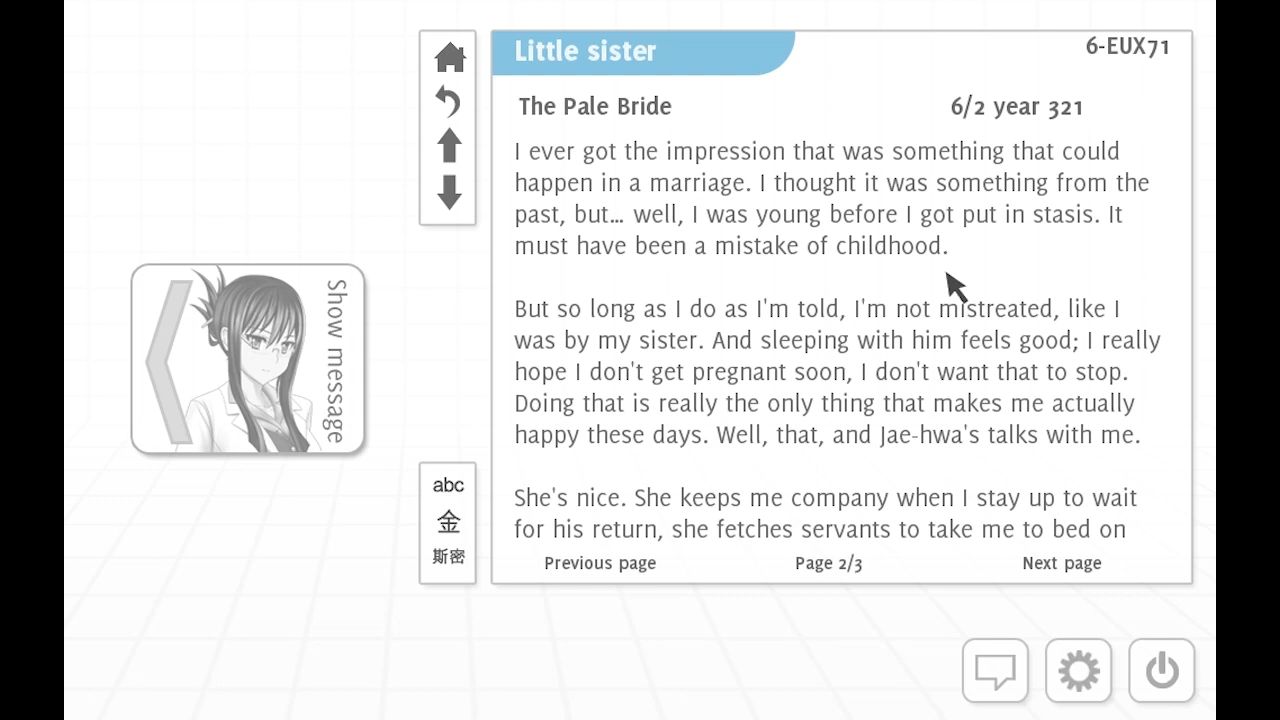 Little sister
6-EUX71
The Pale Bride
6/2 year 321
I ever got the impression that was something that could
happen in a marriage. I thought it was something from the
past, but... well, I was young before I got put in stasis. It
must have been a mistake of childhood.
But so long as I do as I'm told, I'm not mistreated, like I
was by my sister. And sleeping with him feels good; I really
hope I don't get pregnant soon, I don't want that to stop.
Doing that is really the only thing that makes me actually
happy these days. Well, that, and Jae-hwa's talks with me.
She's nice. She keeps me company when I stay up to wait
for his return, she fetches servants to take me to bed on
Previous page
Page 2/3
Next page
Show message
abc
金
斯密